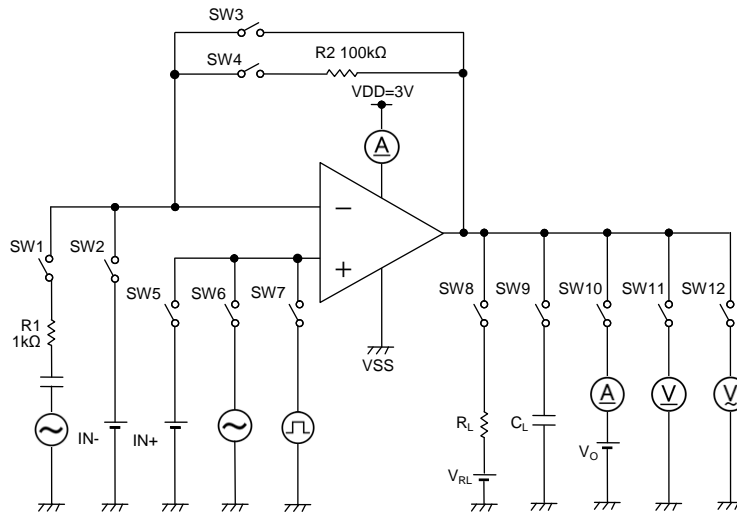 SW3
SW4
R2 100kΩ
VDD=3V
A
−
+
SW1
SW2
SW5
SW6
SW7
VSS
SW8
SW9
SW10
SW11
SW12
R1
1kΩ
IN-
IN+
RL
CL
A
V
V
VRL
VO